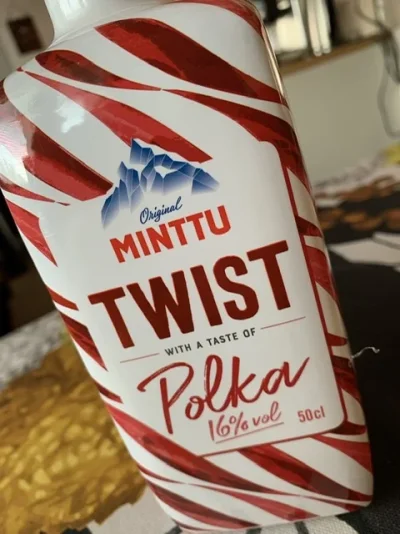 Original
MINTTU
TWIST
WITH A TASTE OF
Polka
16% vol 50cl